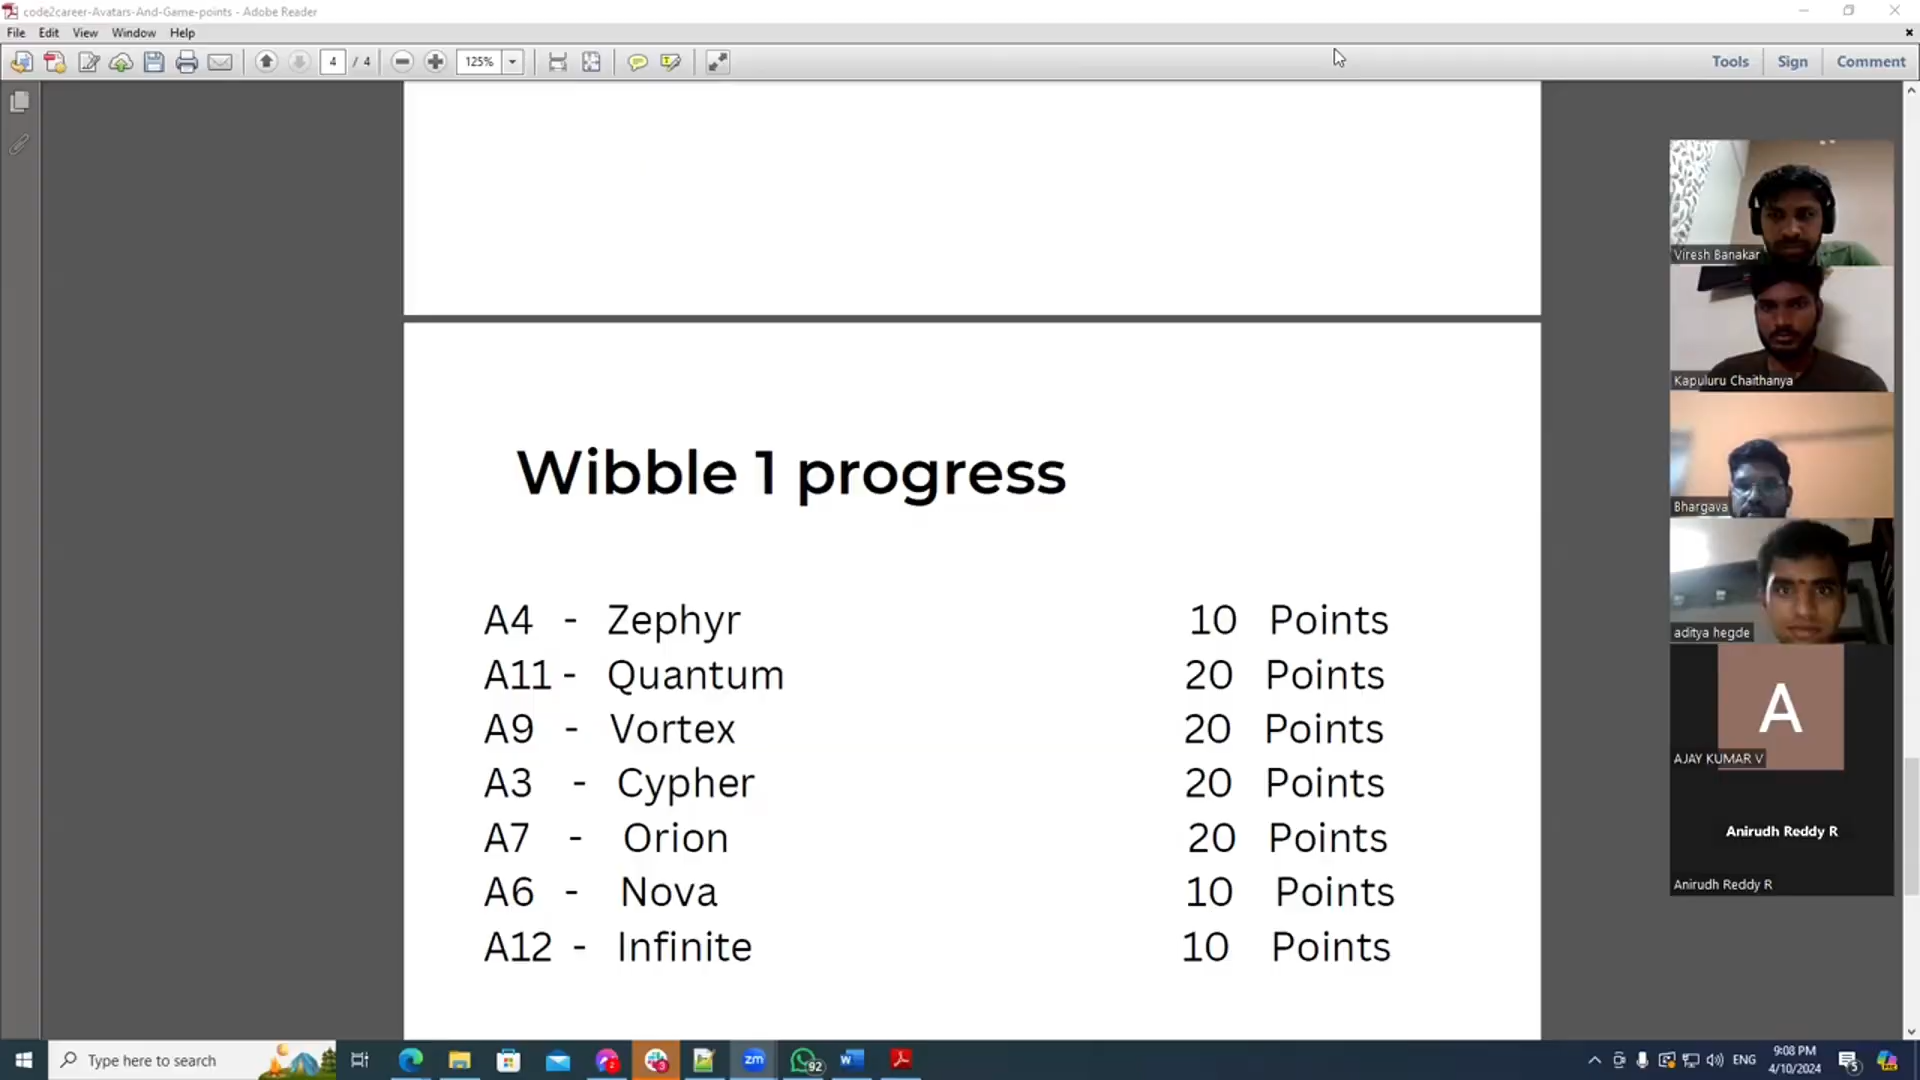 code2career-Avatars-And-Game-points - Adobe Reader
File Edit View Window Help
4 / 4 125% Tools Sign Comment
Wibble 1 progress
A4 - Zephyr 10 Points
A11 - Quantum 20 Points
A9 - Vortex 20 Points
A3 - Cypher 20 Points
A7 - Orion 20 Points
A6 - Nova 10 Points
A12 - Infinite 10 Points
Viresh Banakar
Kapuluru Chaithanya
Bhargava
aditya hegde
A
AJAY KUMAR V
Anirudh Reddy R
Anirudh Reddy R
Type here to search
zm
92
W
ENG
9:08 PM
4/10/2024
5